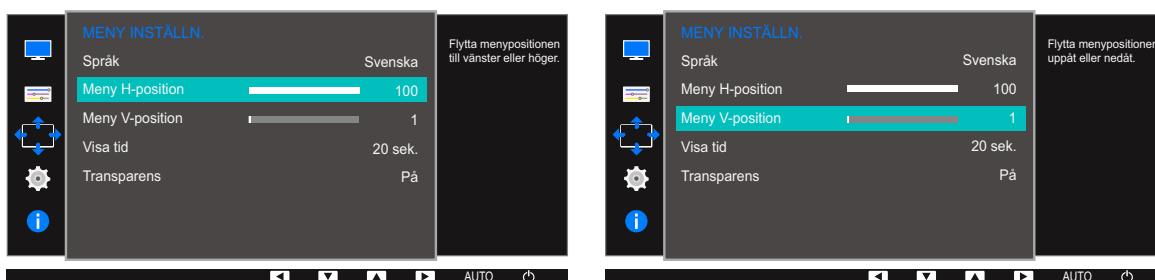 MENY INSTÄLLN.
Språk Svenska
Meny H-position 100
Meny V-position 1
Visa tid 20 sek.
Transparens På
Flytta menypositionen
till vänster eller höger.
AUTO
MENY INSTÄLLN.
Språk Svenska
Meny H-position 100
Meny V-position 1
Visa tid 20 sek.
Transparens På
Flytta menypositionen
uppåt eller nedåt.
AUTO